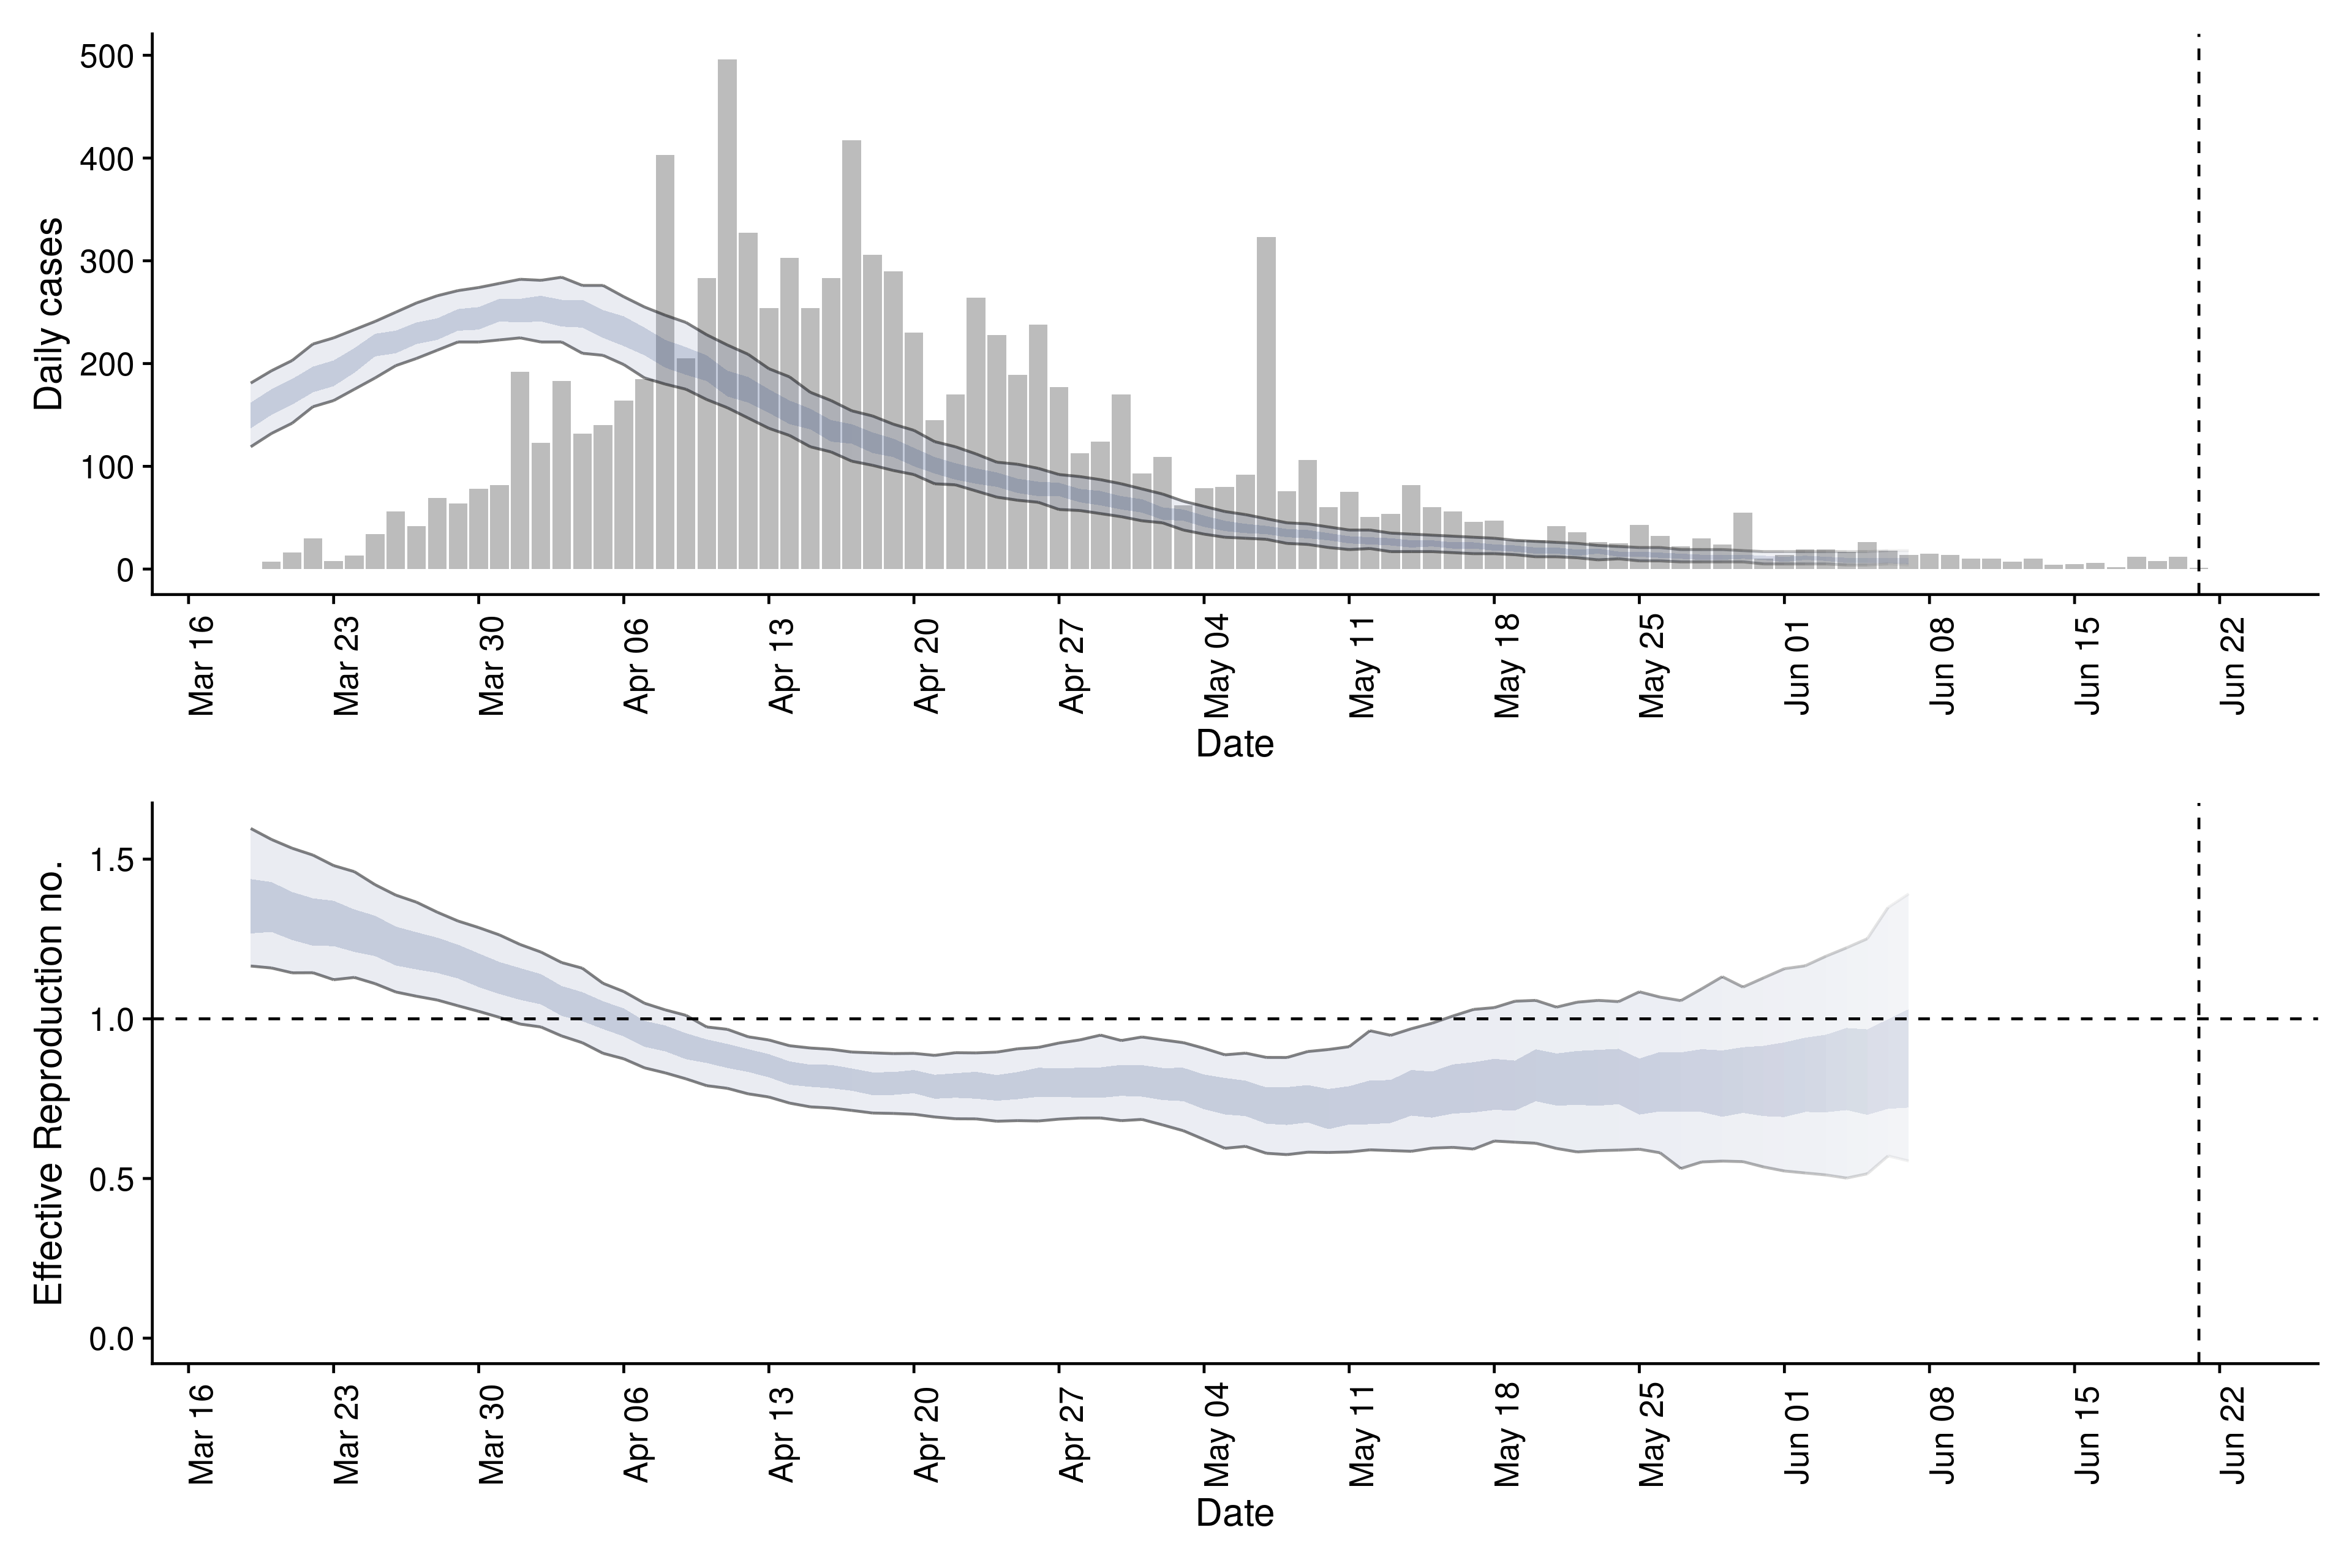 Daily cases
500
400
300
200
100
0
Mar 16
Mar 23
Mar 30
Apr 06
Apr 13
Apr 20
Apr 27
May 04
May 11
May 18
May 25
Jun 01
Jun 08
Jun 15
Jun 22
Date
Effective Reproduction no.
1.5
1.0
0.5
0.0
Mar 16
Mar 23
Mar 30
Apr 06
Apr 13
Apr 20
Apr 27
May 04
May 11
May 18
May 25
Jun 01
Jun 08
Jun 15
Jun 22
Date